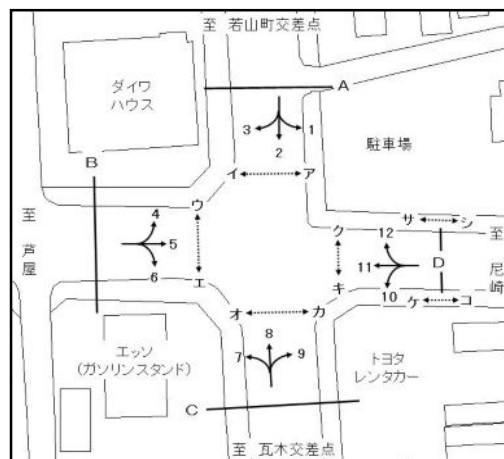 至 若山町交差点
ダイワ
ハウス
A
3
1
2
駐車場
B
イ
ア
ウ
サ
シ
4
ク
12
至
芦屋
5
11
D
至
尼崎
6
エ
キ
10
ケ
コ
オ
カ
8
7
9
エッソ
(ガソリンスタンド)
トヨタ
レンタカー
C
至 瓦木交差点